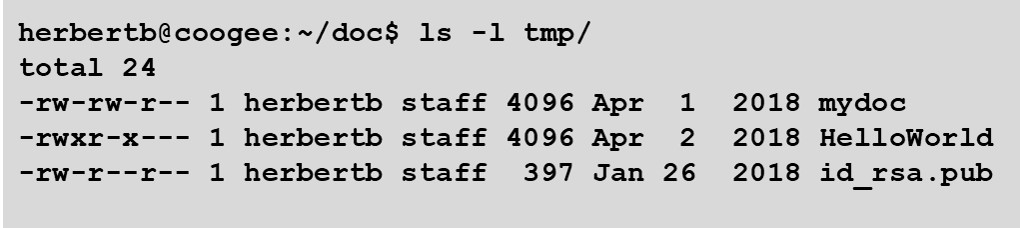 herbertb@coogee:~/doc$ ls -l tmp/
total 24
-rw-rw-r-- 1 herbertb staff 4096 Apr  1  2018 mydoc
-rwxr-x--- 1 herbertb staff 4096 Apr  2  2018 HelloWorld
-rw-r--r-- 1 herbertb staff  397 Jan 26  2018 id_rsa.pub